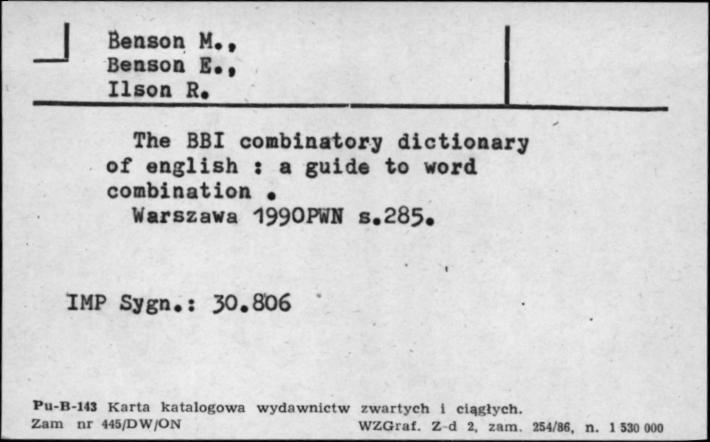 Benson M.,
Benson E.,
Ilson R.
The BBI combinatory dictionary
of english : a guide to word
combination .
Warszawa 1990PWN s.285.
IMP Sygn.: 30.806
Pu-B-143 Karta katalogowa wydawnictw zwartych i ciągłych.
Zam nr 445/DW/ON WZGraf. Z-d 2, zam. 254/86, n. 1 530 000